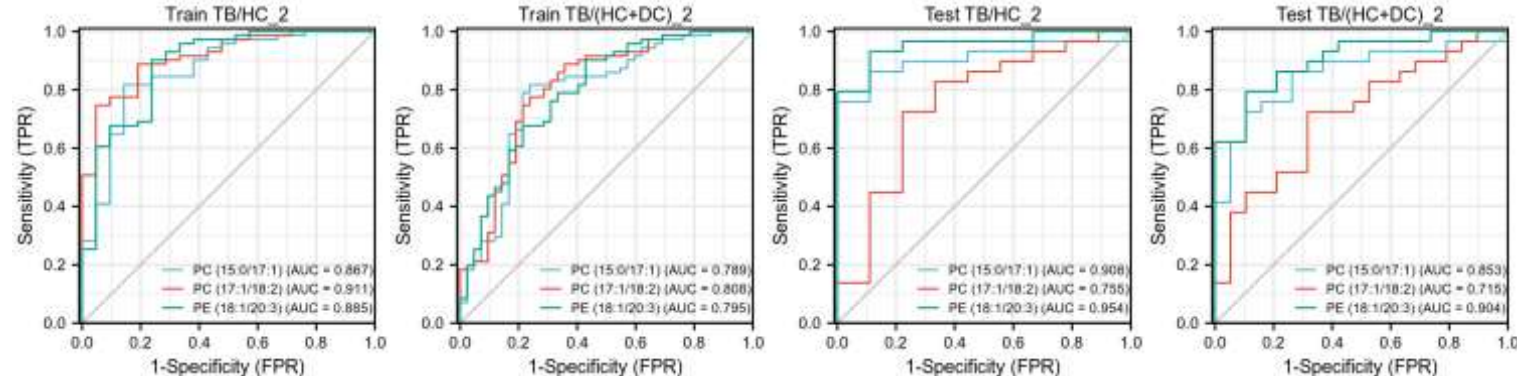 Train TB/HC_2
Sensitivity (TPR)
1.0
0.8
0.6
0.4
0.2
0.0
PC (15:0/17:1) (AUC = 0.867)
PC (17:1/18:2) (AUC = 0.911)
PE (18:1/20:3) (AUC = 0.885)
0.0 0.2 0.4 0.6 0.8 1.0
1-Specificity (FPR)
Train TB/(HC+DC)_2
Sensitivity (TPR)
1.0
0.8
0.6
0.4
0.2
0.0
PC (15:0/17:1) (AUC = 0.789)
PC (17:1/18:2) (AUC = 0.808)
PE (18:1/20:3) (AUC = 0.795)
0.0 0.2 0.4 0.6 0.8 1.0
1-Specificity (FPR)
Test TB/HC_2
Sensitivity (TPR)
1.0
0.8
0.6
0.4
0.2
0.0
PC (15:0/17:1) (AUC = 0.908)
PC (17:1/18:2) (AUC = 0.755)
PE (18:1/20:3) (AUC = 0.954)
0.0 0.2 0.4 0.6 0.8 1.0
1-Specificity (FPR)
Test TB/(HC+DC)_2
Sensitivity (TPR)
1.0
0.8
0.6
0.4
0.2
0.0
PC (15:0/17:1) (AUC = 0.853)
PC (17:1/18:2) (AUC = 0.715)
PE (18:1/20:3) (AUC = 0.904)
0.0 0.2 0.4 0.6 0.8 1.0
1-Specificity (FPR)